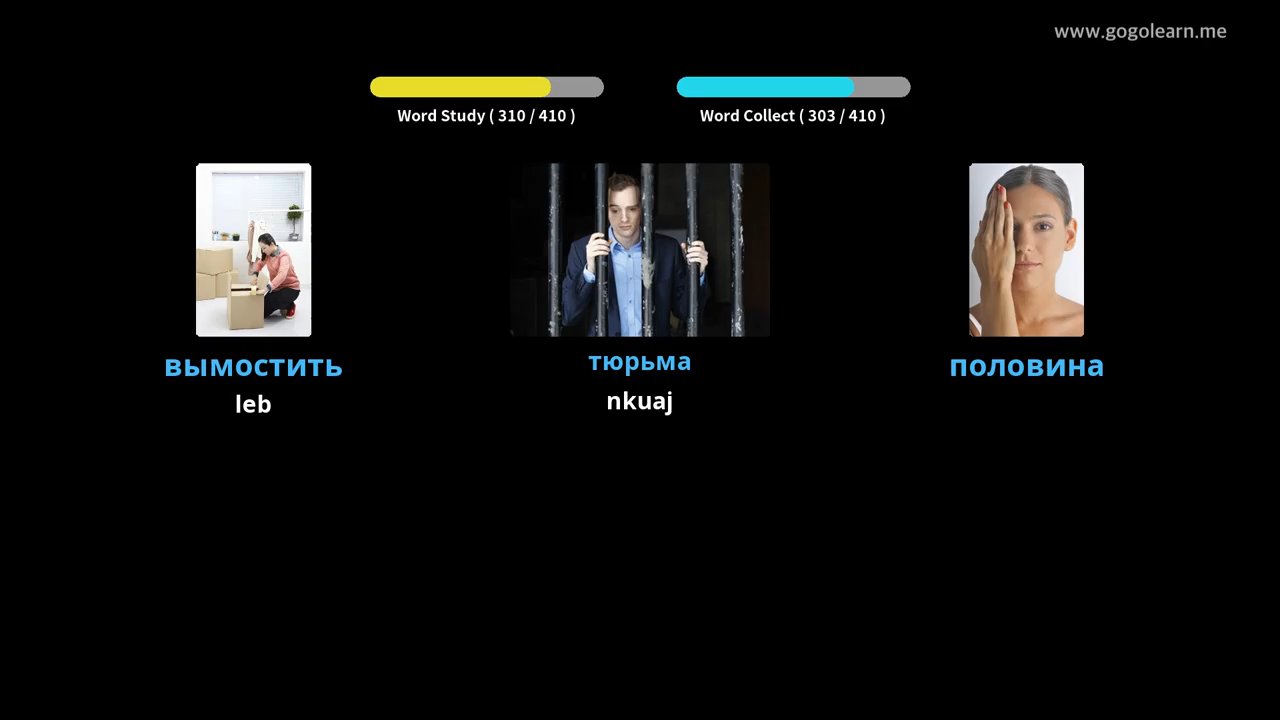 www.gogolearn.me
Word Study ( 310 / 410 )
Word Collect ( 303 / 410 )
вымостить
leb
тюрьма
nkuaj
половина